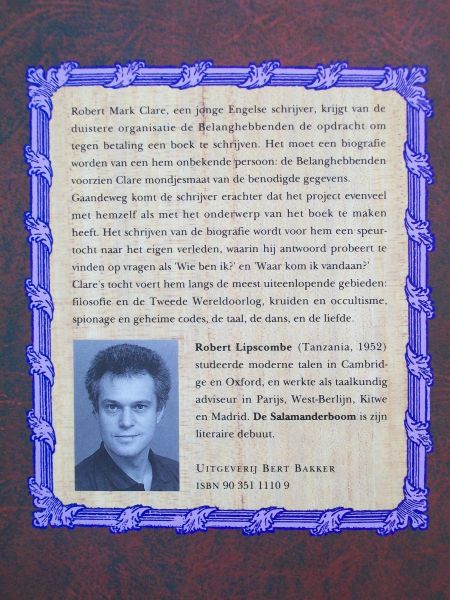 Robert Mark Clare, een jonge Engelse schrijver, krijgt van de
duistere organisatie de Belanghebbenden de opdracht om
tegen betaling een boek te schrijven. Het moet een biografie
worden van een hem onbekende persoon: de Belanghebbenden
voorzien Clare mondjesmaat van de benodigde gegevens.
Gaandeweg komt de schrijver erachter dat het project evenveel
met hemzelf als met het onderwerp van het boek te maken
heeft. Het schrijven van de biografie wordt voor hem een speur-
tocht naar het eigen verleden, waarin hij antwoord probeert te
vinden op vragen als 'Wie ben ik?' en 'Waar kom ik vandaan?'
Clare's tocht voert hem langs de meest uiteenlopende gebieden:
filosofie en de Tweede Wereldoorlog, kruiden en occultisme,
spionage en geheime codes, de taal, de dans, en de liefde.
Robert Lipscombe (Tanzania, 1952)
studeerde moderne talen in Cambrid-
ge en Oxford, en werkte als taalkundig
adviseur in Parijs, West-Berlijn, Kitwe
en Madrid. De Salamanderboom is zijn
literaire debuut.
UITGEVERIJ BERT BAKKER
ISBN 90 351 1110 9